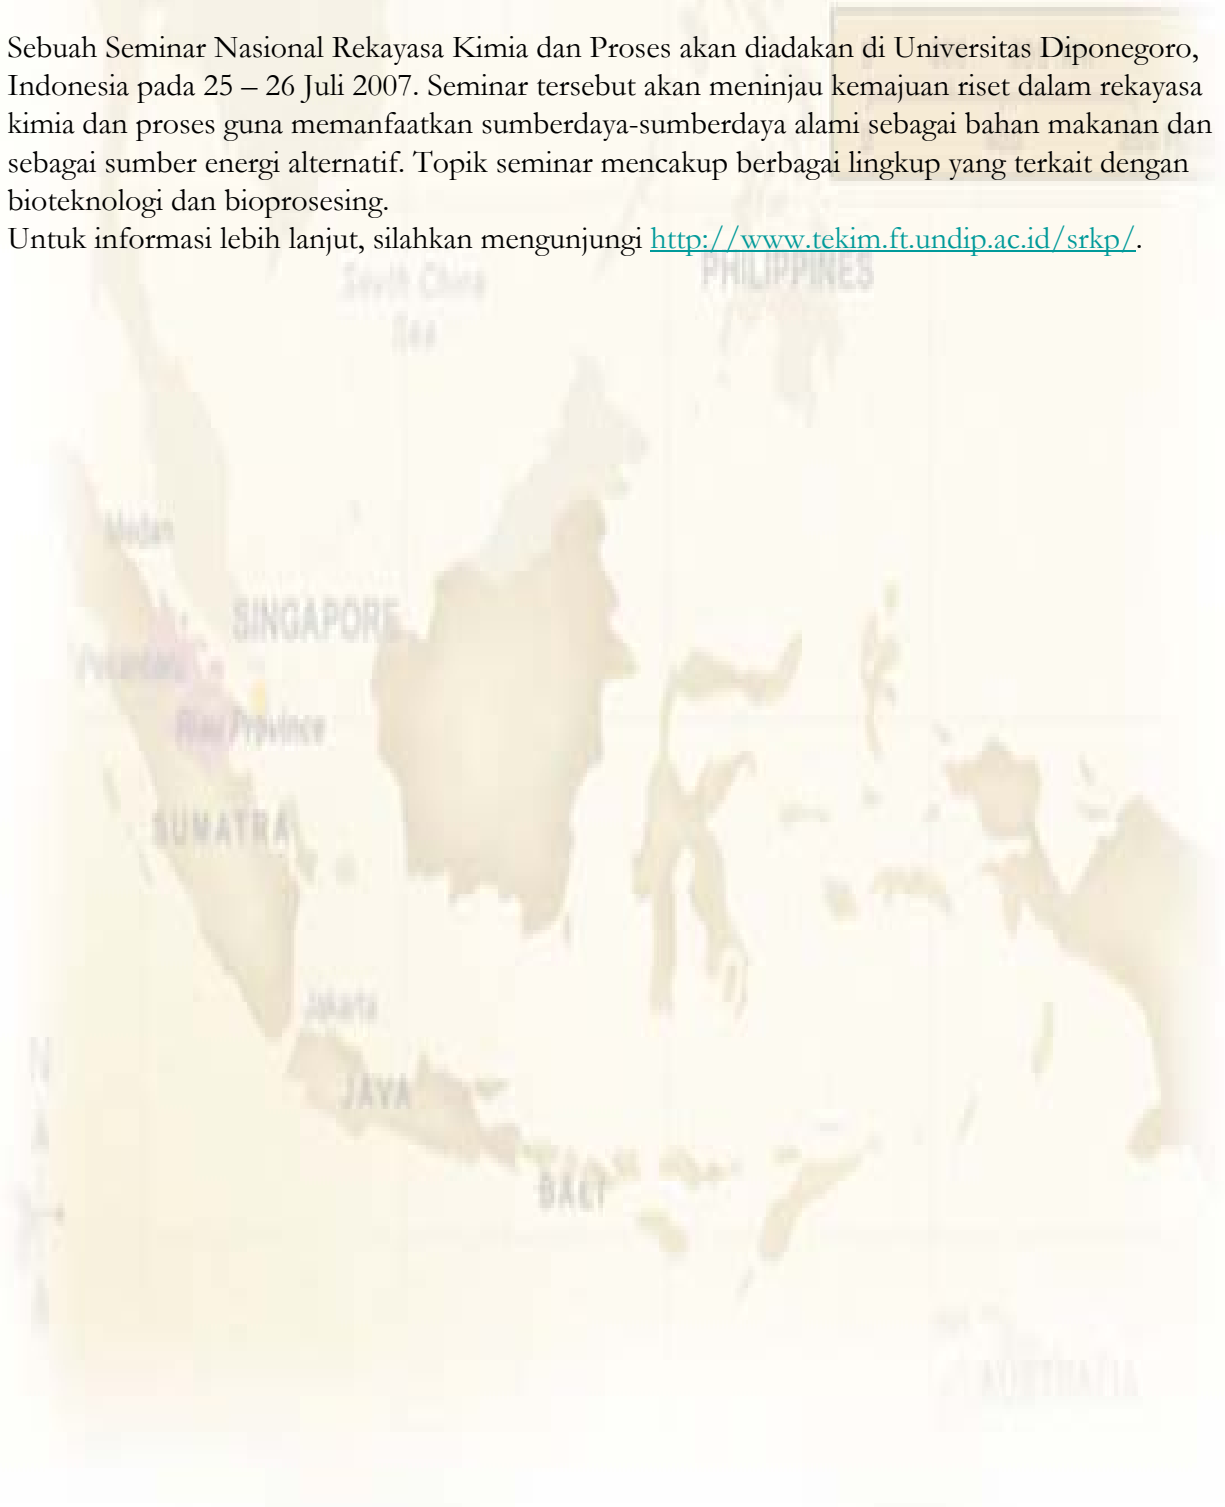 Sebuah Seminar Nasional Rekayasa Kimia dan Proses akan diadakan di Universitas Diponegoro,
Indonesia pada 25 – 26 Juli 2007. Seminar tersebut akan meninjau kemajuan riset dalam rekayasa
kimia dan proses guna memanfaatkan sumberdaya-sumberdaya alami sebagai bahan makanan dan
sebagai sumber energi alternatif. Topik seminar mencakup berbagai lingkup yang terkait dengan
bioteknologi dan bioprosesing.
Untuk informasi lebih lanjut, silahkan mengunjungi http://www.tekim.ft.undip.ac.id/srkp/.
PHILIPPINES
South China
Sea
Medan
SINGAPORE
Riau Province
SUMATRA
Jakarta
JAVA
BALI
AUSTRALIA